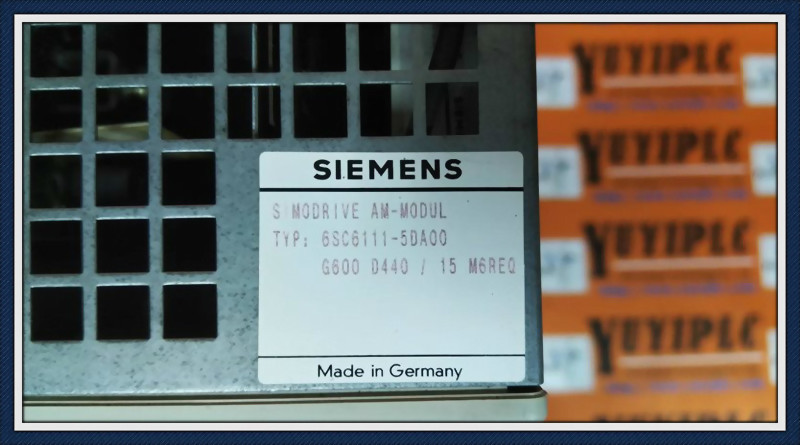 SIEMENS
SIMODRIVE AM-MODUL
TYP: 6SC6111-5DA00
G600 D440 / 15 M6REQ
Made in Germany
YUYIPLC
YUYIPLC
YUYIPLC
YUYIPLC